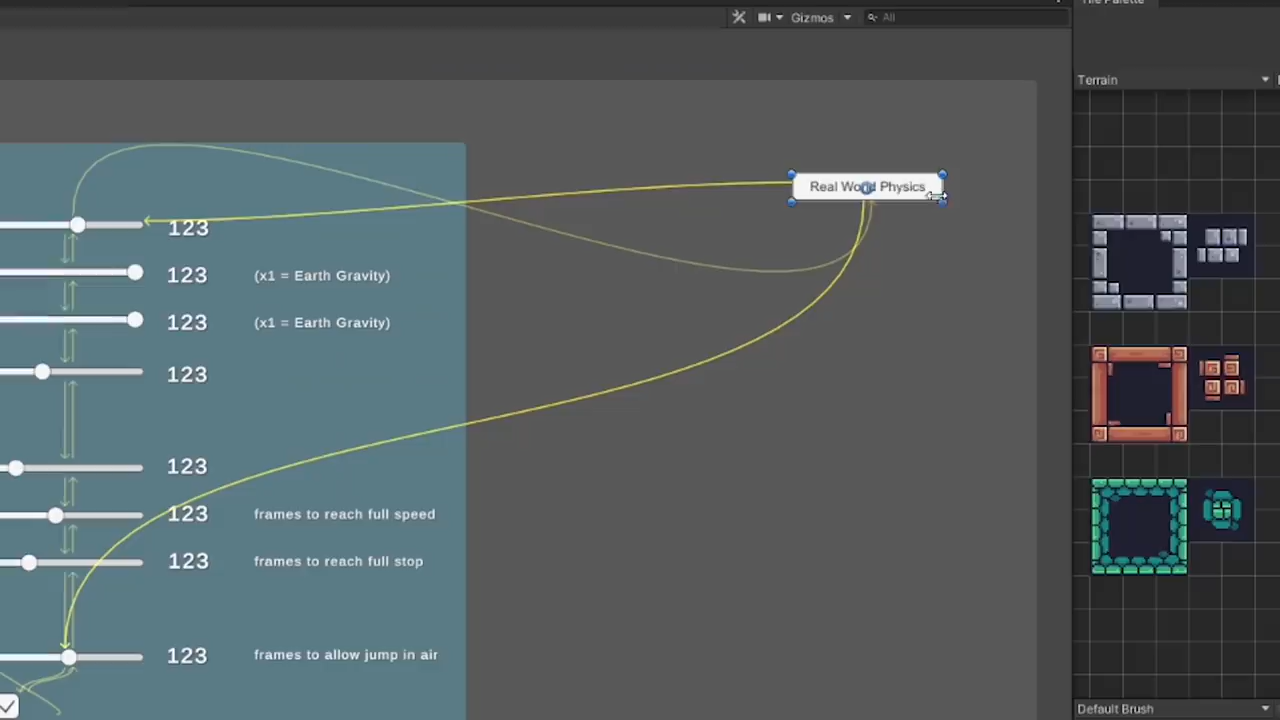 Tile Palette
Gizmos
All
Terrain
Real World Physics
123
123 (x1 = Earth Gravity)
123 (x1 = Earth Gravity)
123
123
123 frames to reach full speed
123 frames to reach full stop
123 frames to allow jump in air
Default Brush